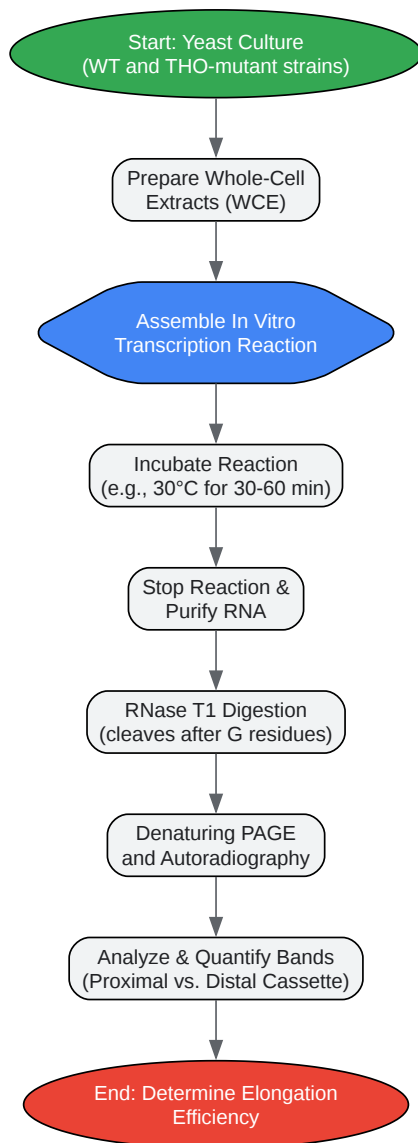 Start: Yeast Culture
(WT and THO-mutant strains)
Prepare Whole-Cell
Extracts (WCE)
Assemble In Vitro
Transcription Reaction
Incubate Reaction
(e.g., 30°C for 30-60 min)
Stop Reaction &
Purify RNA
RNase T1 Digestion
(cleaves after G residues)
Denaturing PAGE
and Autoradiography
Analyze & Quantify Bands
(Proximal vs. Distal Cassette)
End: Determine Elongation
Efficiency